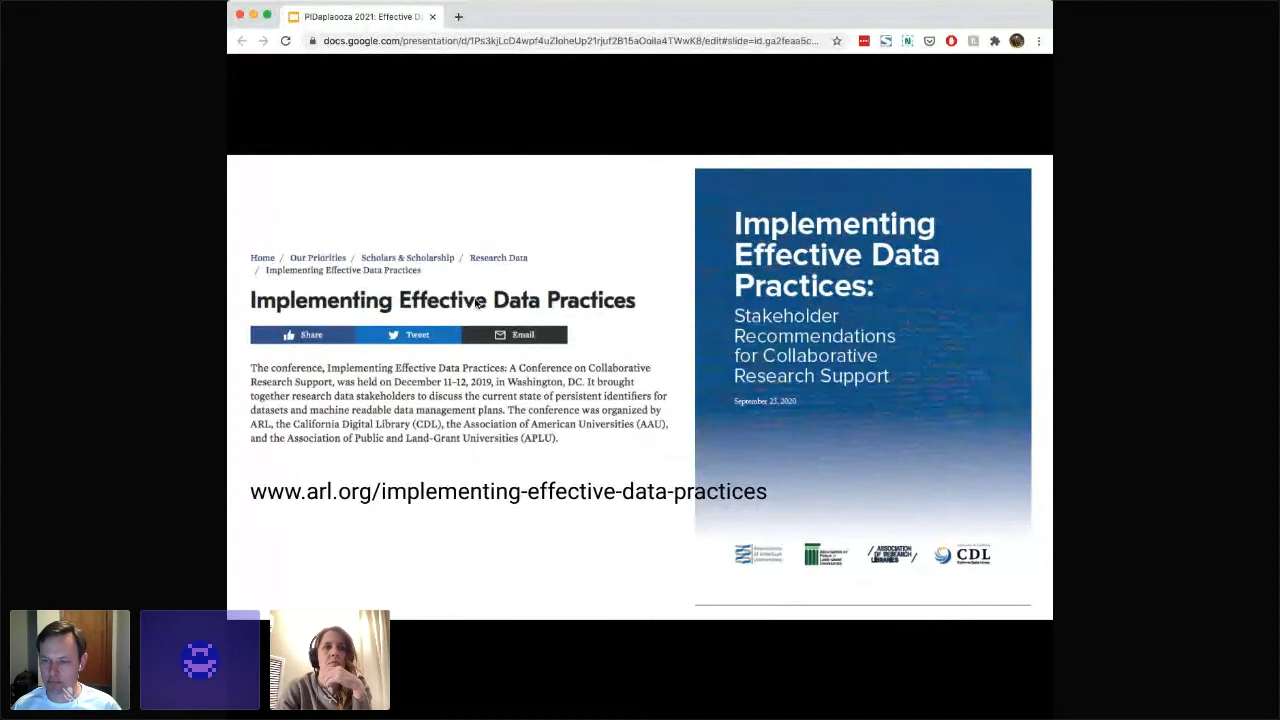 PIDaplaooza 2021: Effective D
docs.google.com/presentation/d/1Ps3kjLcD4wpf4uZloheUp21rjuf2B15aOoiIa4TWwK8/edit#slide=id.ga2feaa5c...
Home / Our Priorities / Scholars & Scholarship / Research Data
/ Implementing Effective Data Practices
Implementing Effective Data Practices
Share Tweet Email
The conference, Implementing Effective Data Practices: A Conference on Collaborative
Research Support, was held on December 11–12, 2019, in Washington, DC. It brought
together research data stakeholders to discuss the current state of persistent identifiers for
datasets and machine readable data management plans. The conference was organized by
ARL, the California Digital Library (CDL), the Association of American Universities (AAU),
and the Association of Public and Land-Grant Universities (APLU).
www.arl.org/implementing-effective-data-practices
Implementing
Effective Data
Practices:
Stakeholder
Recommendations
for Collaborative
Research Support
September 25, 2020
ASSOCIATION
OF RESEARCH
LIBRARIES
CDL